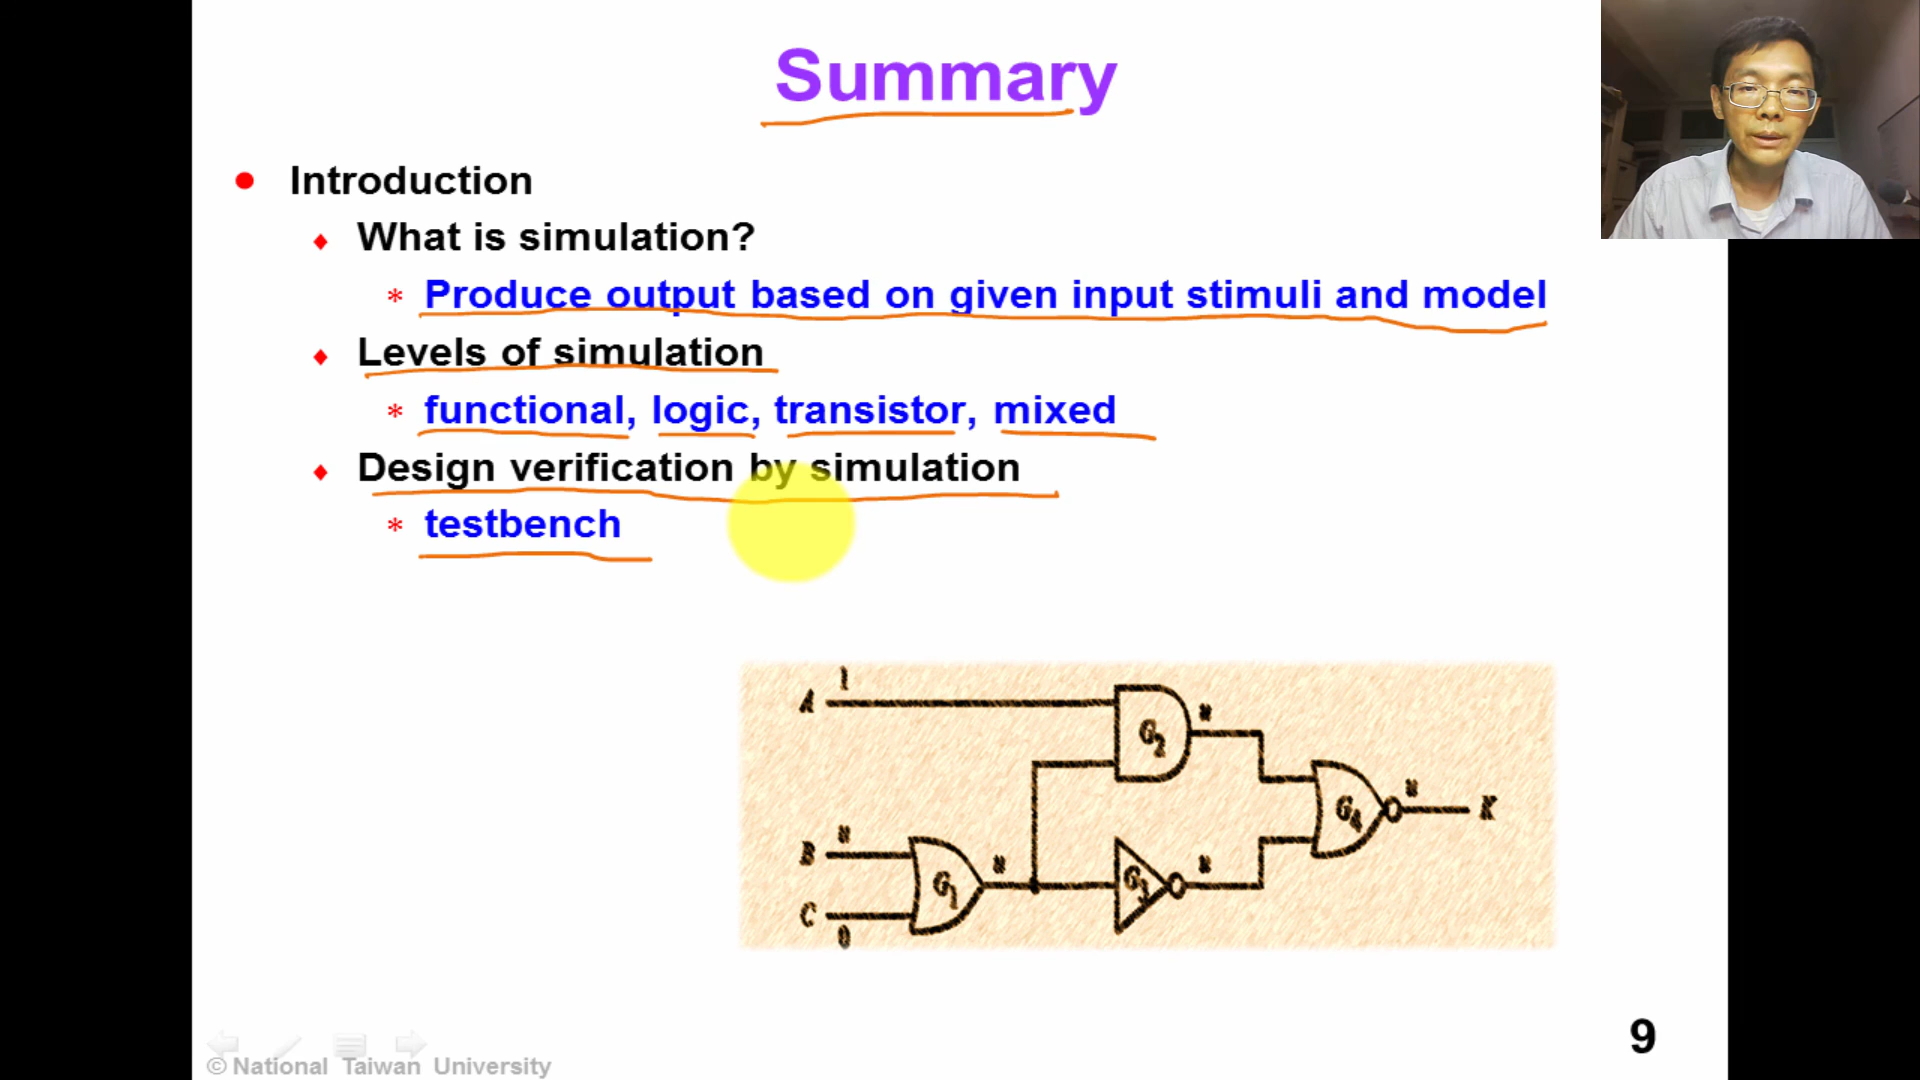 Summary
Introduction
What is simulation?
* Produce output based on given input stimuli and model
Levels of simulation
* functional, logic, transistor, mixed
Design verification by simulation
* testbench
1
A
G2
u
G4
u
K
B
u
G1
u
G3
u
C
0
9
© National Taiwan University